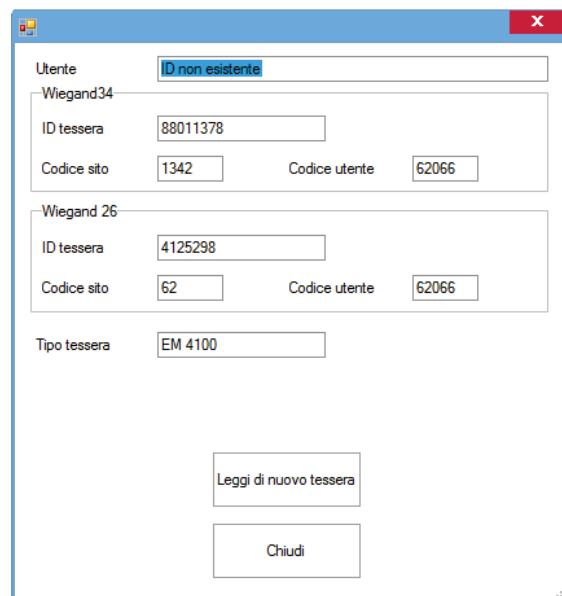 X
Utente ID non esistente
Wiegand34
ID tessera 88011378
Codice sito 1342 Codice utente 62066
Wiegand 26
ID tessera 4125298
Codice sito 62 Codice utente 62066
Tipo tessera EM 4100
Leggi di nuovo tessera
Chiudi